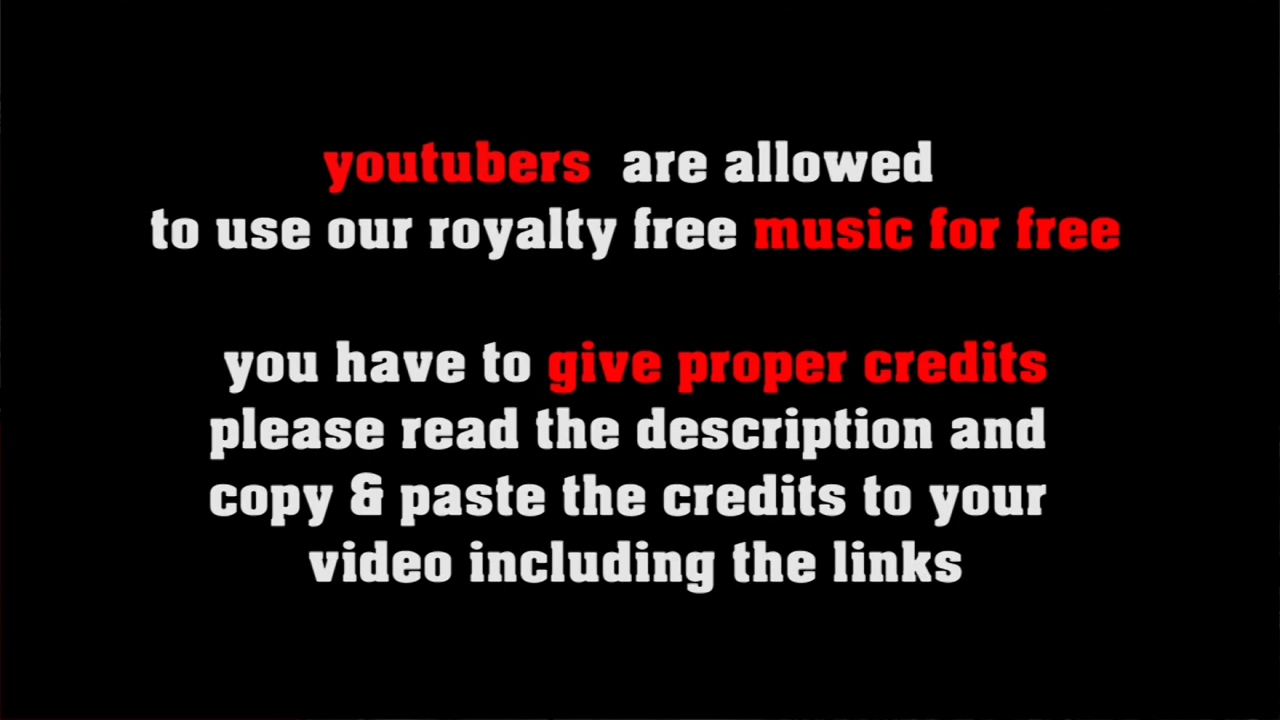 youtubers are allowed
to use our royalty free music for free
you have to give proper credits
please read the description and
copy & paste the credits to your
video including the links